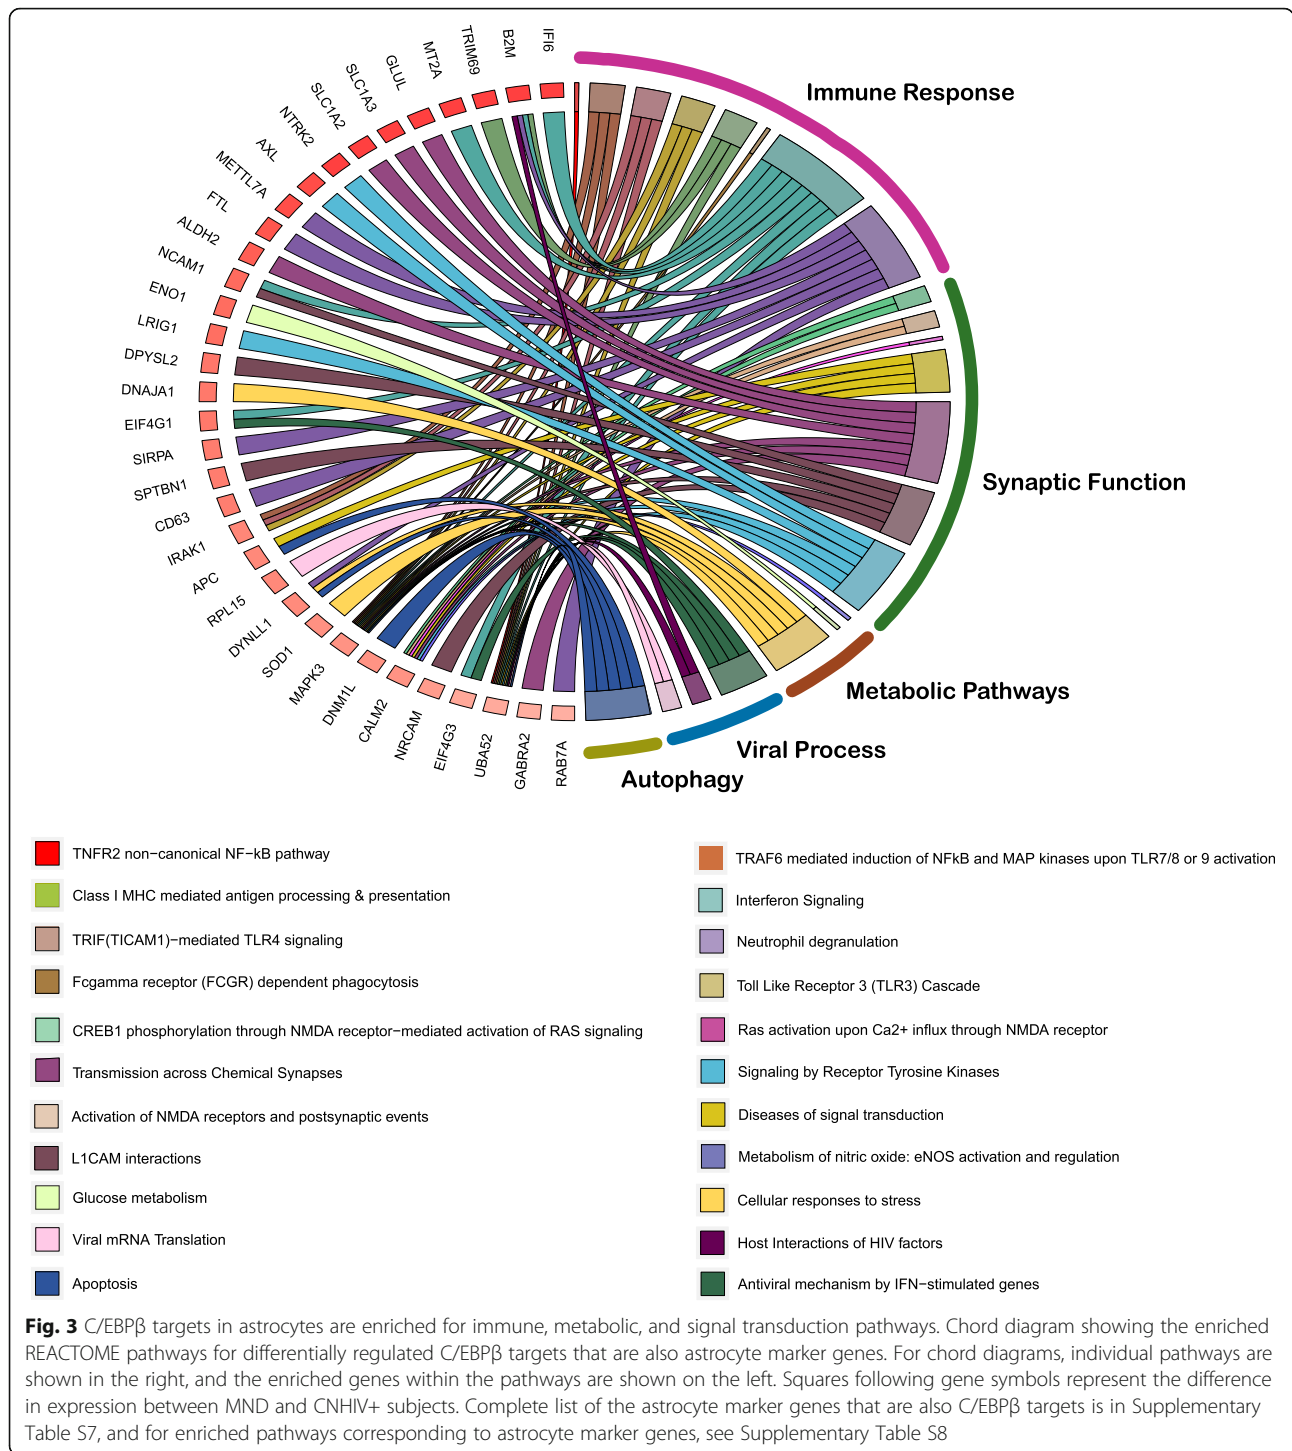 IFI6
B2M
TRIM69
MT2A
GLUL
SLC1A3
SLC1A2
NTRK2
AXL
METTL7A
FTL
ALDH2
NCAM1
ENO1
LRIG1
DPYSL2
DNAJA1
EIF4G1
SIRPA
SPTBN1
CD63
IRAK1
APC
RPL15
DYNLL1
SOD1
MAPK3
DNM1L
CALM2
NRCAM
EIF4G3
UBA52
GABRA2
RAB7A
Immune Response
Synaptic Function
Metabolic Pathways
Viral Process
Autophagy
TNFR2 non−canonical NF−kB pathway
Class I MHC mediated antigen processing & presentation
TRIF(TICAM1)−mediated TLR4 signaling
Fcgamma receptor (FCGR) dependent phagocytosis
CREB1 phosphorylation through NMDA receptor−mediated activation of RAS signaling
Transmission across Chemical Synapses
Activation of NMDA receptors and postsynaptic events
L1CAM interactions
Glucose metabolism
Viral mRNA Translation
Apoptosis
TRAF6 mediated induction of NFkB and MAP kinases upon TLR7/8 or 9 activation
Interferon Signaling
Neutrophil degranulation
Toll Like Receptor 3 (TLR3) Cascade
Ras activation upon Ca2+ influx through NMDA receptor
Signaling by Receptor Tyrosine Kinases
Diseases of signal transduction
Metabolism of nitric oxide: eNOS activation and regulation
Cellular responses to stress
Host Interactions of HIV factors
Antiviral mechanism by IFN−stimulated genes
Fig. 3 C/EBPβ targets in astrocytes are enriched for immune, metabolic, and signal transduction pathways. Chord diagram showing the enriched
REACTOME pathways for differentially regulated C/EBPβ targets that are also astrocyte marker genes. For chord diagrams, individual pathways are
shown in the right, and the enriched genes within the pathways are shown on the left. Squares following gene symbols represent the difference
in expression between MND and CNHIV+ subjects. Complete list of the astrocyte marker genes that are also C/EBPβ targets is in Supplementary
Table S7, and for enriched pathways corresponding to astrocyte marker genes, see Supplementary Table S8